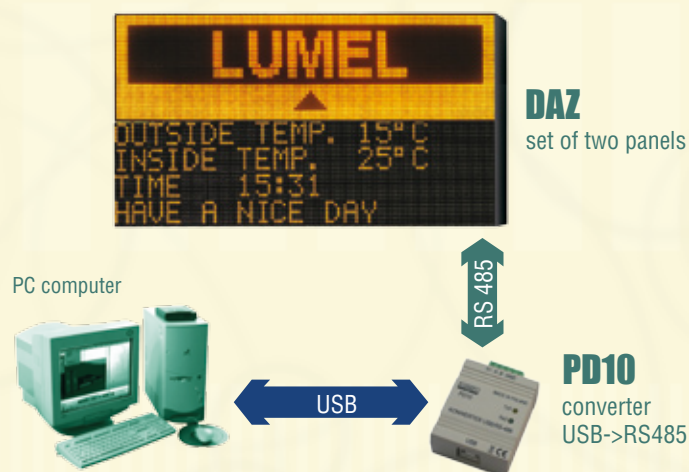 LUMEL
OUTSIDE TEMP. 15°C
INSIDE TEMP. 25°C
TIME 15:31
HAVE A NICE DAY
DAZ
set of two panels
RS 485
PC computer
USB
PD10
converter
USB->RS485